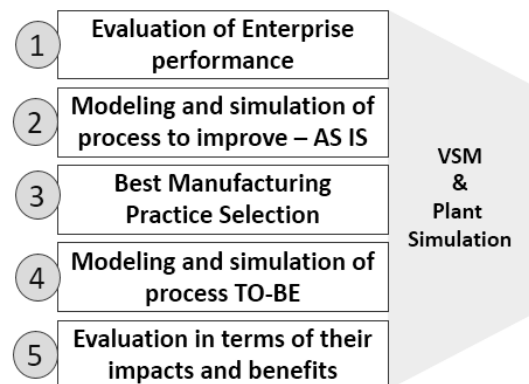 1
Evaluation of Enterprise
performance
2
Modeling and simulation of
process to improve – AS IS
3
Best Manufacturing
Practice Selection
4
Modeling and simulation of
process TO-BE
5
Evaluation in terms of their
impacts and benefits
VSM
&
Plant
Simulation